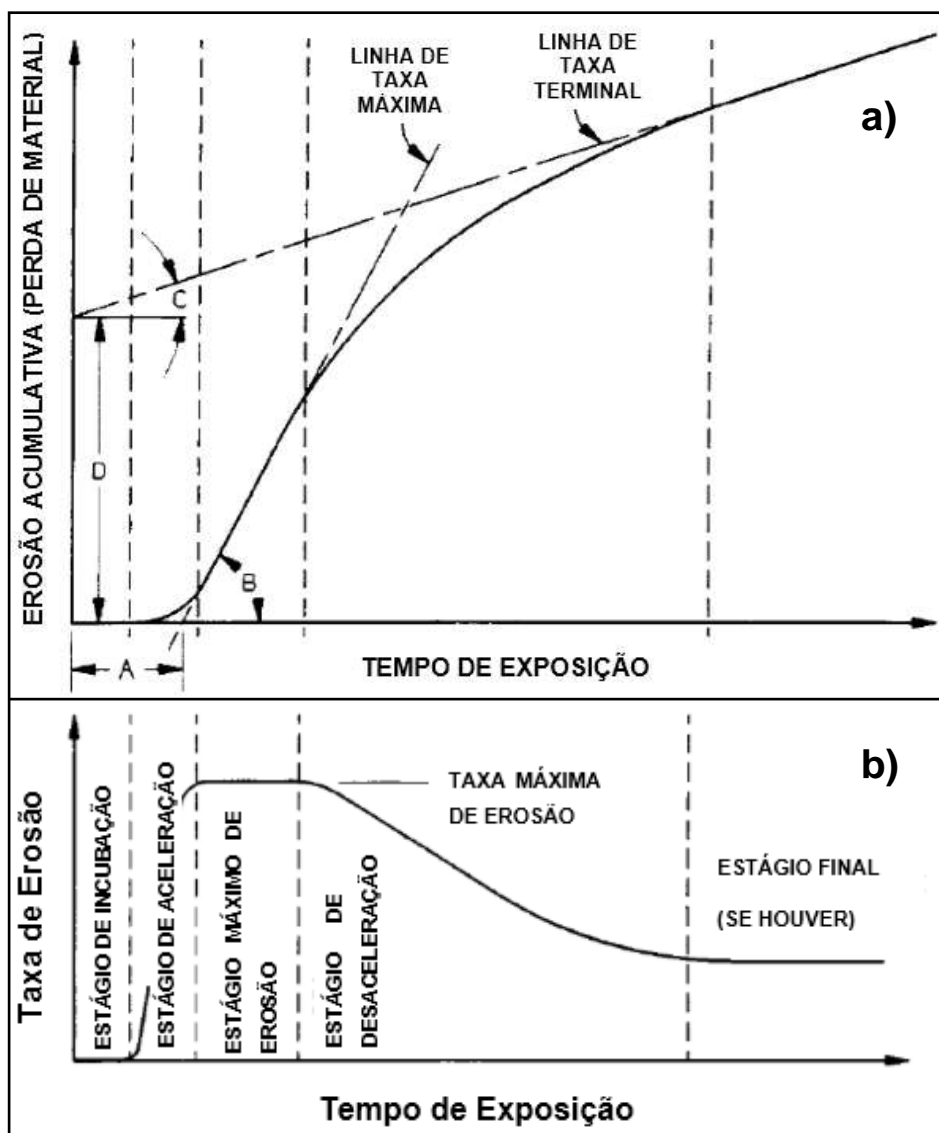 EROSÃO ACUMULATIVA (PERDA DE MATERIAL)
LINHA DE
TAXA
MÁXIMA
LINHA DE
TAXA
TERMINAL
a)
C
D
B
A
TEMPO DE EXPOSIÇÃO
b)
Taxa de Erosão
ESTÁGIO DE INCUBAÇÃO
ESTÁGIO DE ACELERAÇÃO
ESTÁGIO MÁXIMO DE
EROSÃO
ESTÁGIO DE
DESACELERAÇÃO
TAXA MÁXIMA
DE EROSÃO
ESTÁGIO FINAL
(SE HOUVER)
Tempo de Exposição